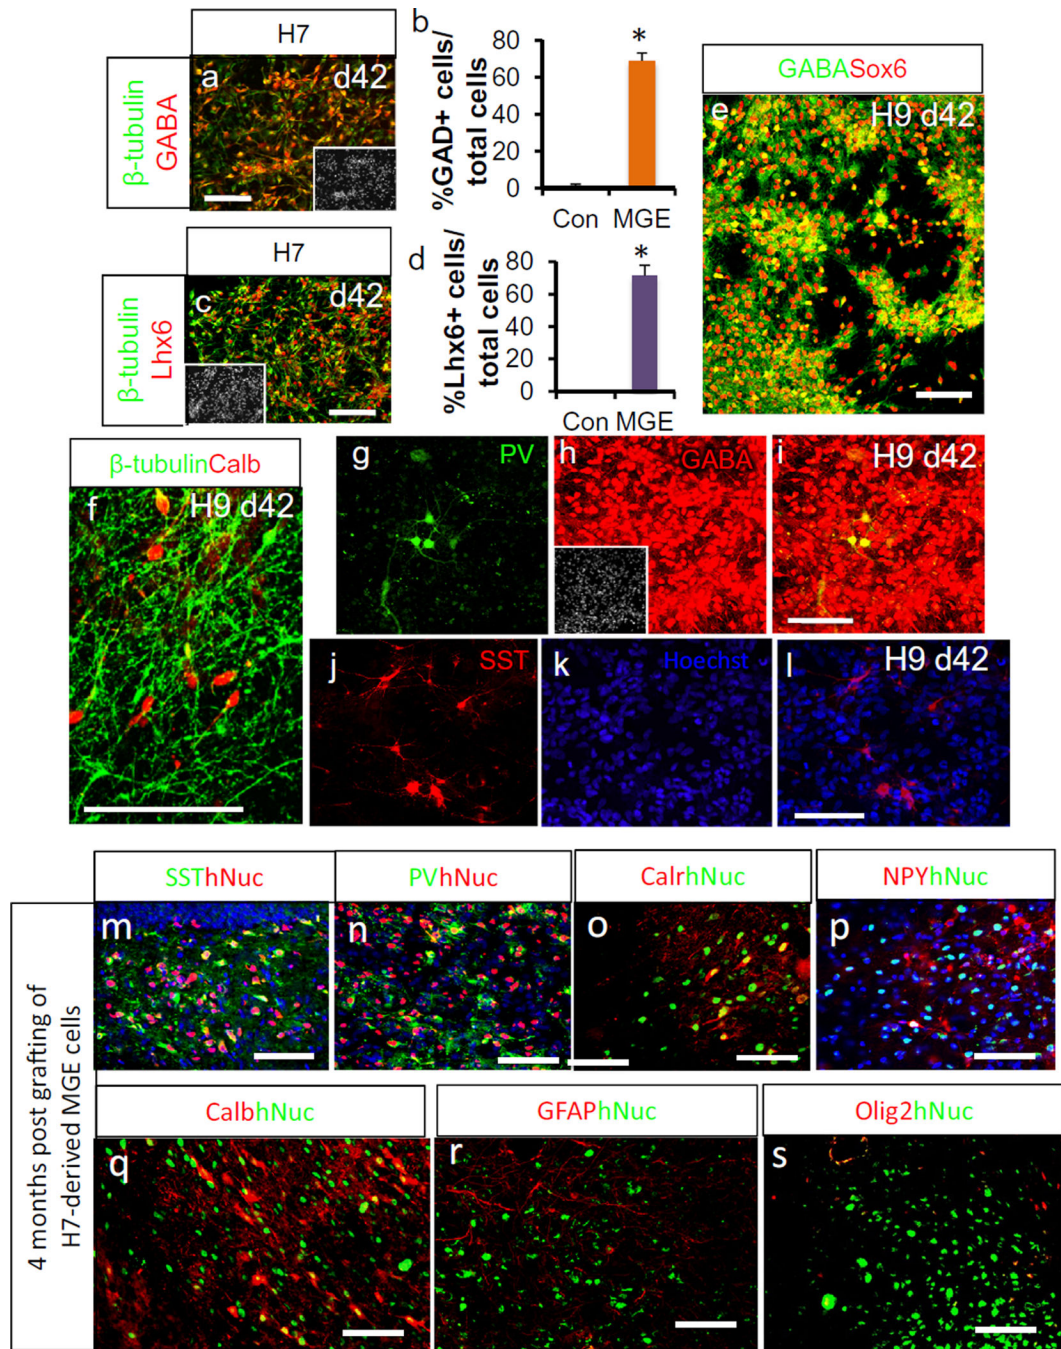 H7
β-tubulin
GABA
a
d42
b
%GAD+ cells/
total cells
80
60
40
20
0
*
Con MGE
GABASox6
e
H9 d42
H7
β-tubulin
Lhx6
c
d42
d
%Lhx6+ cells/
total cells
80
60
40
20
0
*
Con MGE
β-tubulinCalb
f
H9 d42
g
PV
h
GABA
i
H9 d42
j
SST
k
Hoechst
l
H9 d42
4 months post grafting of
H7-derived MGE cells
SSThNuc
m
PVhNuc
n
CalrhNuc
o
NPYhNuc
p
CalbhNuc
q
GFAPhNuc
r
Olig2hNuc
s